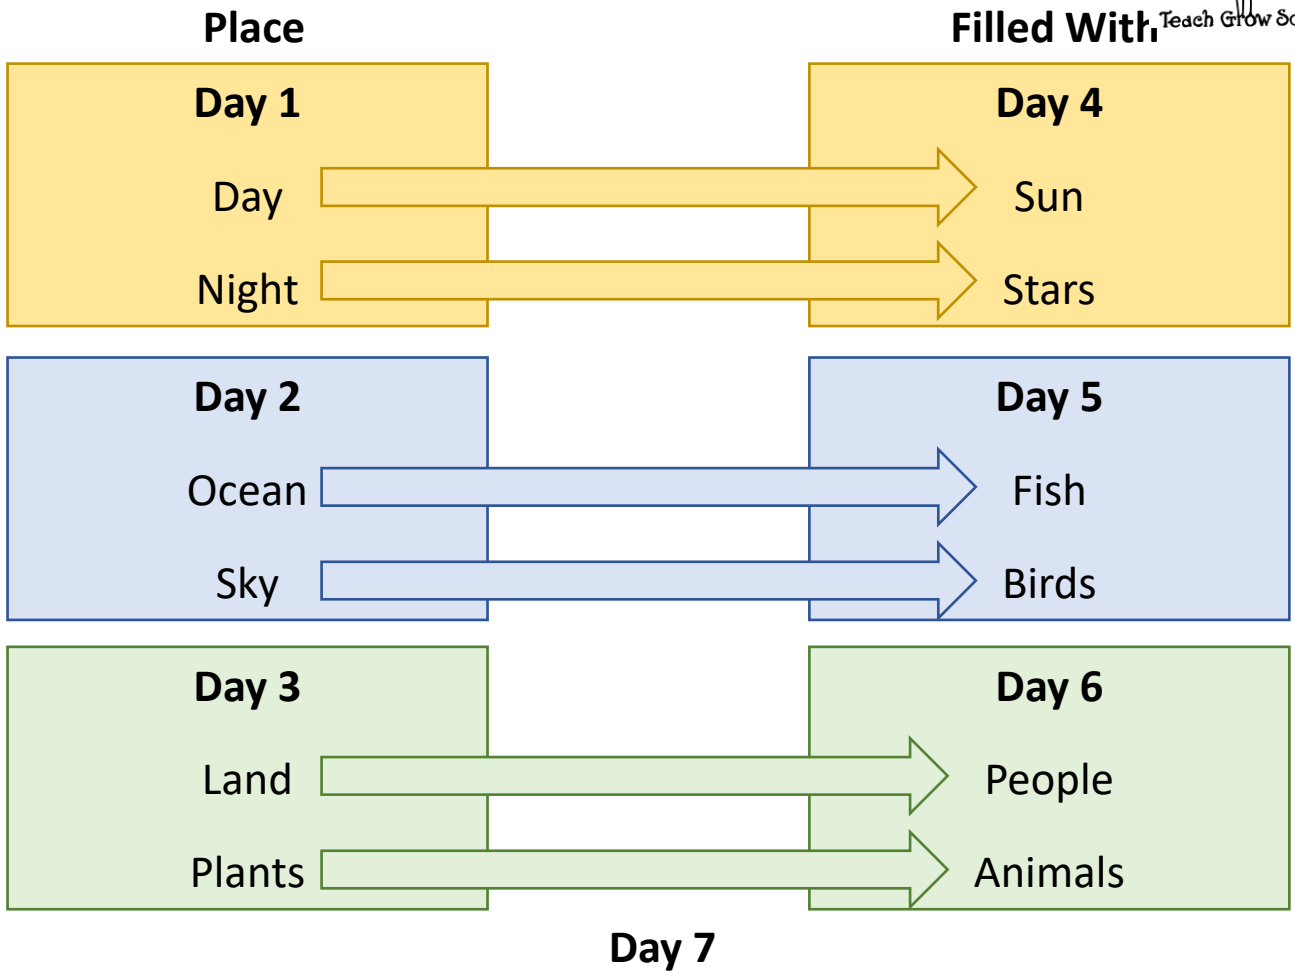 Place
Filled With
Teach Grow
Day 1
Day
Night
Day 4
Sun
Stars
Day 2
Ocean
Sky
Day 5
Fish
Birds
Day 3
Land
Plants
Day 6
People
Animals
Day 7